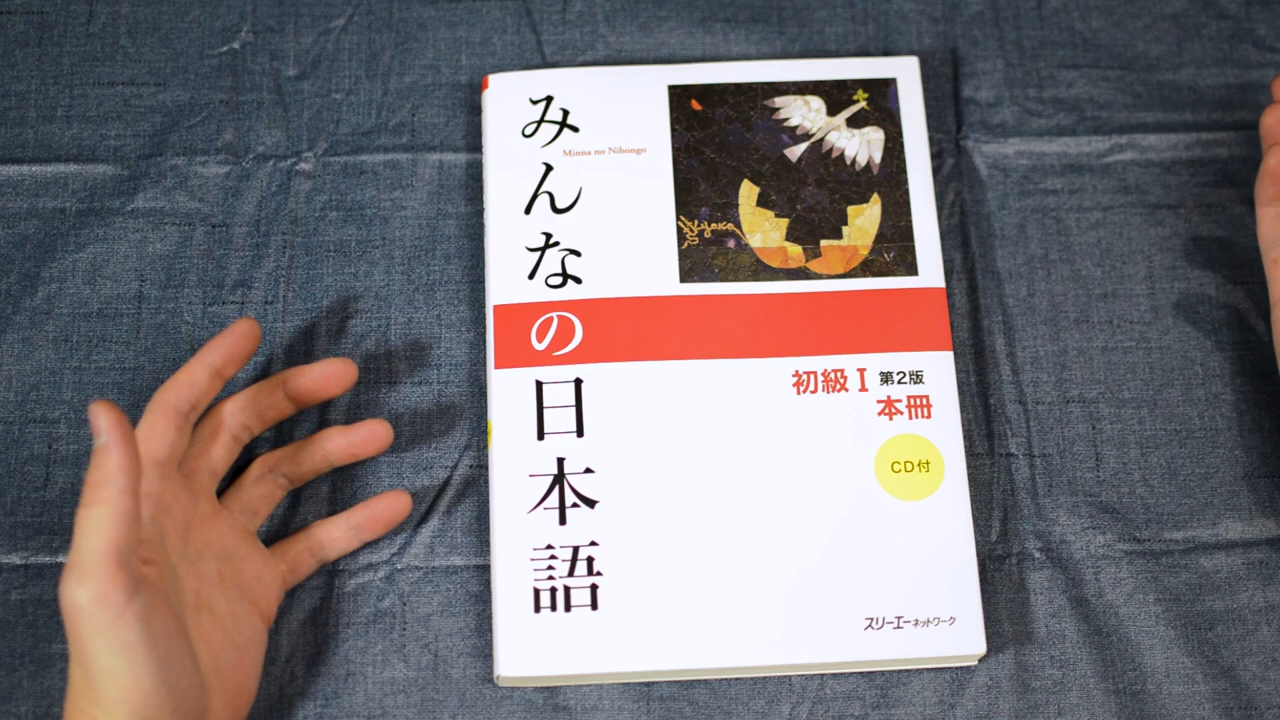 みんなの日本語
Minna no Nihongo
Kiyoko
初級I 第2版
本冊
CD付
スリーエーネットワーク